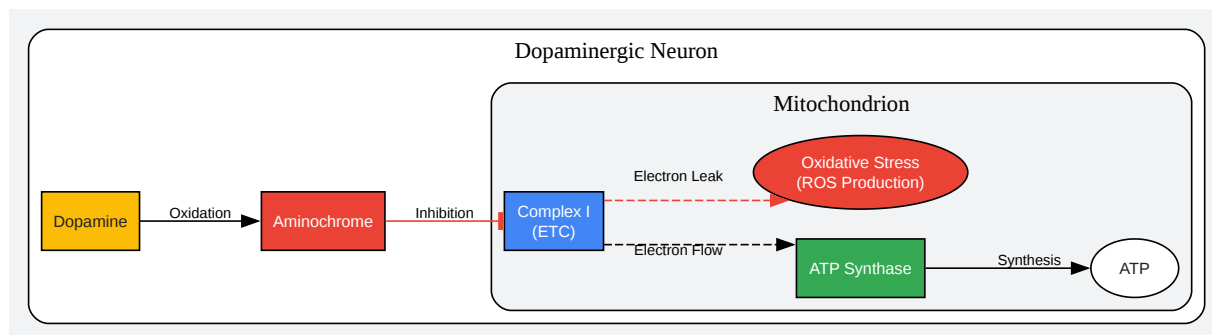 Dopaminergic Neuron
Mitochondrion
Oxidative Stress
(ROS Production)
Electron Leak
Dopamine
Oxidation
Aminochrome
Inhibition
Complex I
(ETC)
Electron Flow
ATP Synthase
Synthesis
ATP